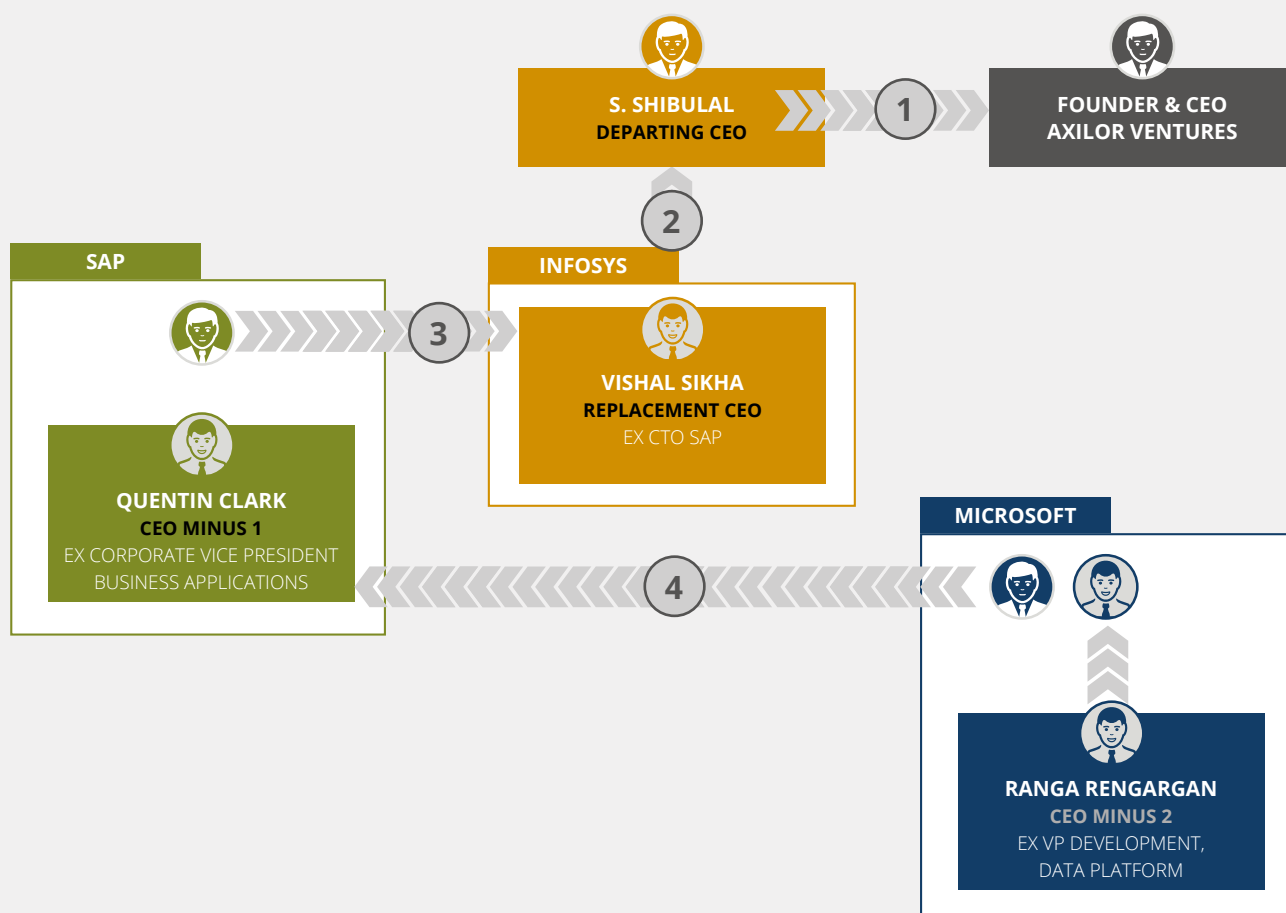 S. SHIBULAL
DEPARTING CEO
1
FOUNDER & CEO
AXILOR VENTURES
2
SAP
INFOSYS
3
VISHAL SIKHA
REPLACEMENT CEO
EX CTO SAP
QUENTIN CLARK
CEO MINUS 1
EX CORPORATE VICE PRESIDENT
BUSINESS APPLICATIONS
MICROSOFT
4
RANGA RENGARGAN
CEO MINUS 2
EX VP DEVELOPMENT,
DATA PLATFORM